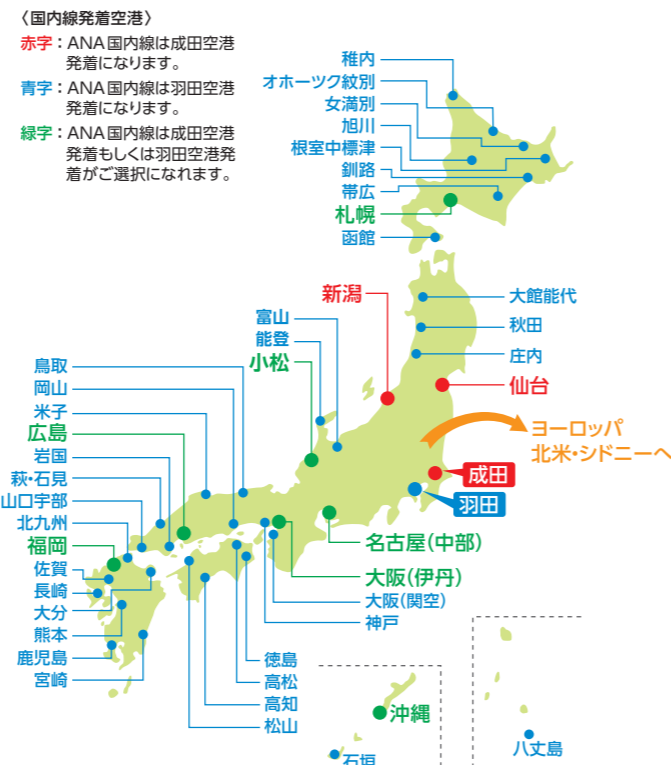 〈国内線発着空港〉
赤字：ANA国内線は成田空港
発着になります。
青字：ANA国内線は羽田空港
発着になります。
緑字：ANA国内線は成田空港
発着もしくは羽田空港発
着がご選択になれます。
稚内
オホーツク紋別
女満別
旭川
根室中標津
釧路
帯広
札幌
函館
新潟
富山
能登
小松
大館能代
秋田
庄内
仙台
ヨーロッパ
北米・シドニーへ
成田
羽田
鳥取
岡山
米子
広島
岩国
萩・石見
山口宇部
北九州
福岡
佐賀
長崎
大分
熊本
鹿児島
宮崎
名古屋(中部)
大阪(伊丹)
大阪(関空)
神戸
徳島
高松
高知
松山
沖縄
石垣
八丈島